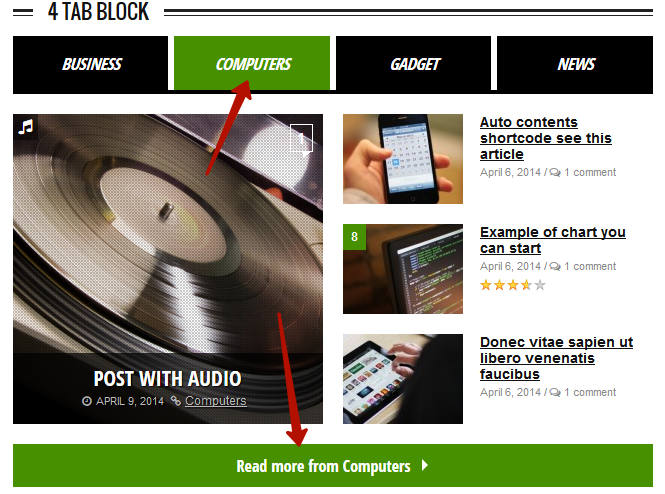 4 TAB BLOCK
BUSINESS
COMPUTERS
GADGET
NEWS
1
POST WITH AUDIO
APRIL 9, 2014 Computers
Auto contents
shortcode see this
article
April 6, 2014 / 1 comment
8
Example of chart you
can start
April 6, 2014 / 1 comment
Donec vitae sapien ut
libero venenatis
faucibus
April 6, 2014 / 1 comment
Read more from Computers